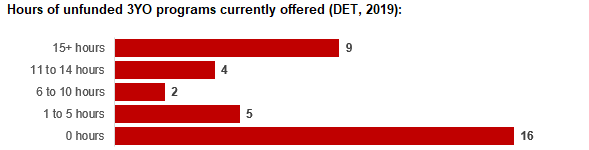 Hours of unfunded 3YO programs currently offered (DET, 2019):
15+ hours 9
11 to 14 hours 4
6 to 10 hours 2
1 to 5 hours 5
0 hours 16